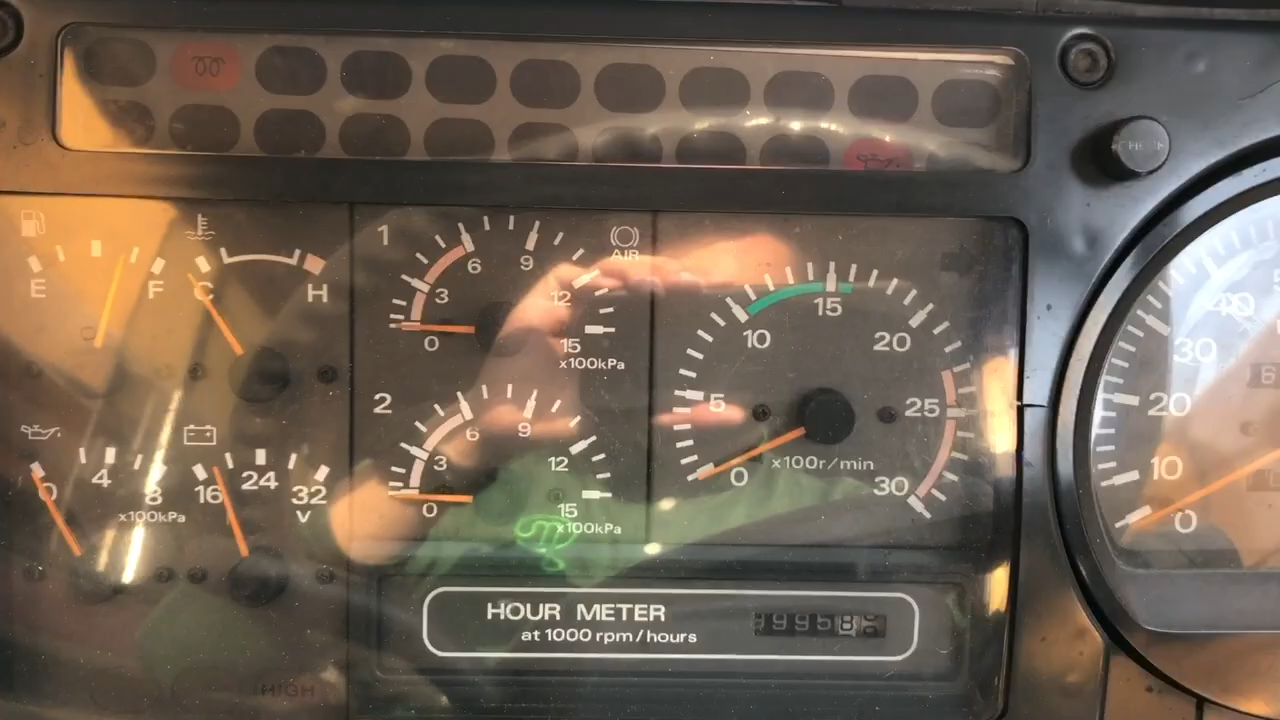 E F
C H
0 4 8
x100kPa
16 24 32
V
1
0 3 6 9 12 15
x100kPa
AIR
2
0 3 6 9 12 15
x100kPa
0 5 10 15 20 25 30
x100r/min
HOUR METER
at 1000 rpm/hours
0 10 20 30 40
HIGH